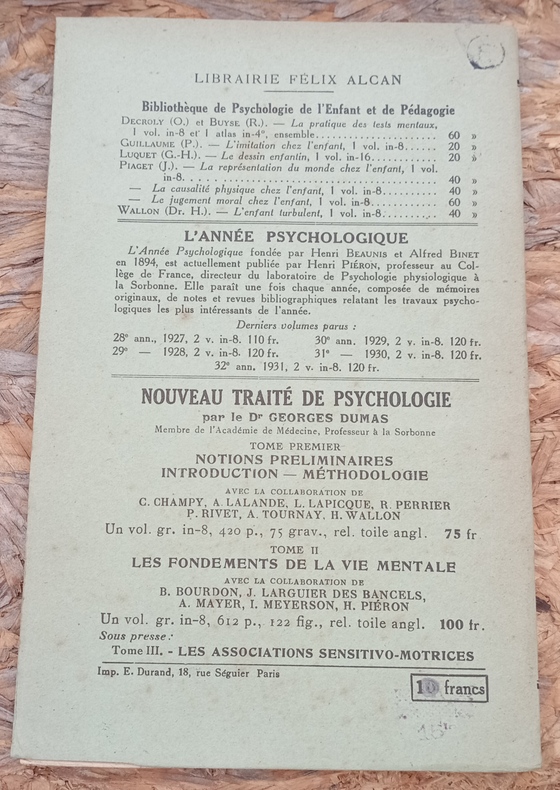 LIBRAIRIE FÉLIX ALCAN
Bibliothèque de Psychologie de l'Enfant et de Pédagogie
DECROLY (O.) et BUYSE (R.). — La pratique des tests mentaux,
1 vol. in-8 et 1 atlas in-4°, ensemble........................ 60 »
GUILLAUME (P.). — L'imitation chez l'enfant, 1 vol. in-8...... 20 »
LUQUET (G.-H.). — Le dessin enfantin, 1 vol. in-16............ 20 »
PIAGET (J.). — La représentation du monde chez l'enfant, 1 vol.
in-8. ........................................ 40 »
— La causalité physique chez l'enfant, 1 vol. in-8......... 40 »
— Le jugement moral chez l'enfant, 1 vol. in-8............. 60 »
WALLON (Dr. H.). — L'enfant turbulent, 1 vol. in-8.......... 40 »
L'ANNÉE PSYCHOLOGIQUE
L'Année Psychologique fondée par Henri BEAUNIS et Alfred BINET
en 1894, est actuellement publiée par Henri PIÉRON, professeur au Col-
lège de France, directeur du laboratoire de Psychologie physiologique à
la Sorbonne. Elle paraît une fois chaque année, composée de mémoires
originaux, de notes et revues bibliographiques relatant les travaux psycho-
logiques les plus intéressants de l'année.
Derniers volumes parus :
28e ann., 1927, 2 v. in-8. 110 fr. 30e ann. 1929, 2 v. in-8. 120 fr.
29e — 1928, 2 v. in-8. 120 fr. 31e — 1930, 2 v. in-8. 120 fr.
32e ann. 1931, 2 v. in-8. 120 fr.
NOUVEAU TRAITÉ DE PSYCHOLOGIE
par le Dr GEORGES DUMAS
Membre de l'Académie de Médecine, Professeur à la Sorbonne
TOME PREMIER
NOTIONS PRELIMINAIRES
INTRODUCTION — MÉTHODOLOGIE
AVEC LA COLLABORATION DE
C. CHAMPY, A. LALANDE, L. LAPICQUE, R. PERRIER
P. RIVET, A. TOURNAY, H. WALLON
Un vol. gr. in-8, 420 p., 75 grav., rel. toile angl. 75 fr
TOME II
LES FONDEMENTS DE LA VIE MENTALE
AVEC LA COLLABORATION DE
B. BOURDON, J. LARGUIER DES BANCELS,
A. MAYER, I. MEYERSON, H. PIÉRON
Un vol. gr. in-8, 612 p., 122 fig., rel. toile angl. 100 fr.
Sous presse :
Tome III. - LES ASSOCIATIONS SENSITIVO-MOTRICES
Imp. E. Durand, 18, rue Séguier Paris
10 francs